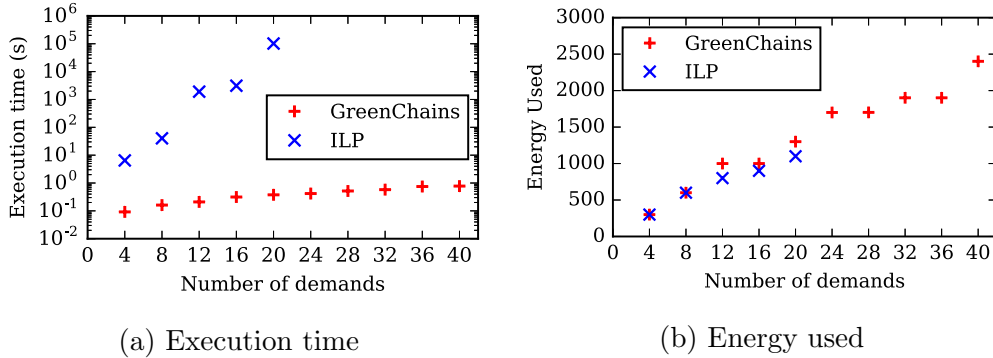 10^6
10^5
10^4
10^3
10^2
10^1
10^0
10^-1
10^-2
Execution time (s)
GreenChains
ILP
0 4 8 12 16 20 24 28 32 36 40
Number of demands
(a) Execution time
3000
2500
2000
1500
1000
500
0
Energy Used
GreenChains
ILP
0 4 8 12 16 20 24 28 32 36 40
Number of demands
(b) Energy used